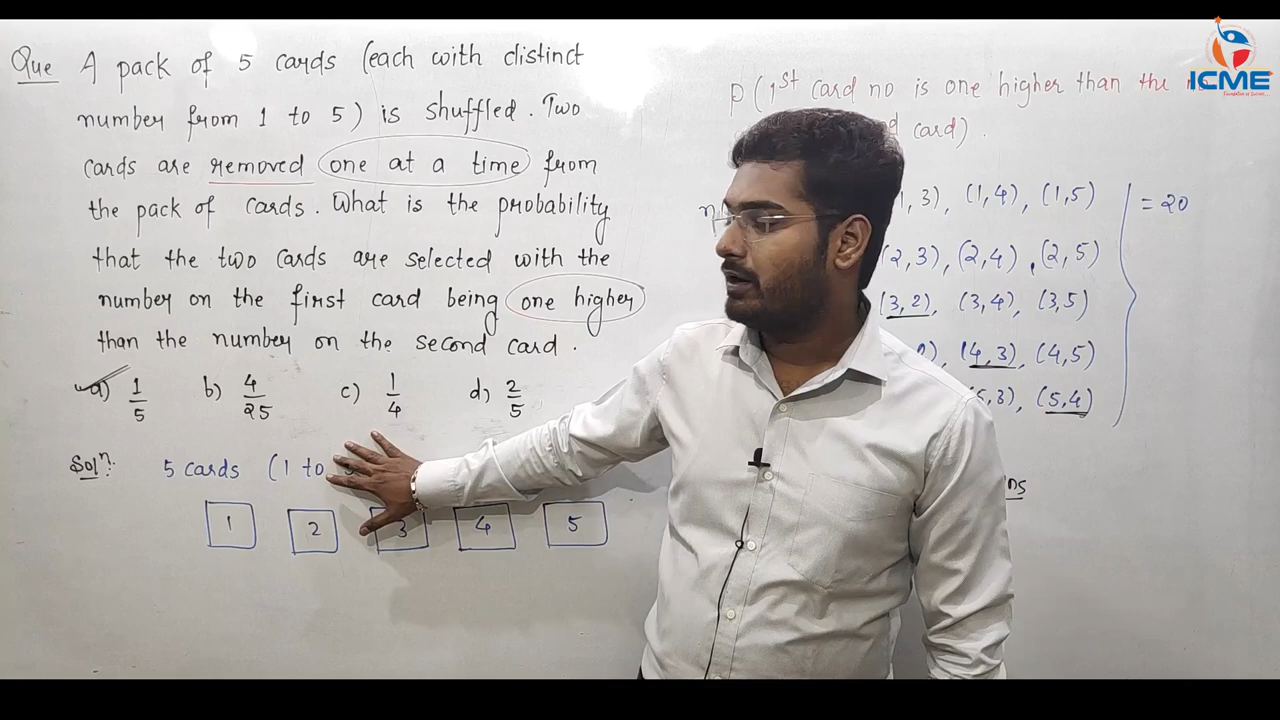 Que A pack of 5 cards (each with distinct
number from 1 to 5) is shuffled. Two
cards are removed one at a time from
the pack of cards. What is the probability
that the two cards are selected with the
number on the first card being one higher
than the number on the second card.
a) 1/5 b) 4/25 c) 1/4 d) 2/5
Solⁿ: 5 cards (1 to
1 2 3 4 5
P(1st card no is one higher than the no
card).
, 3), (1,4), (1,5)
= 20
(2,3), (2,4), (2,5)
(3,2), (3,4), (3,5)
(4,3), (4,5)
,3), (5,4)
ICME